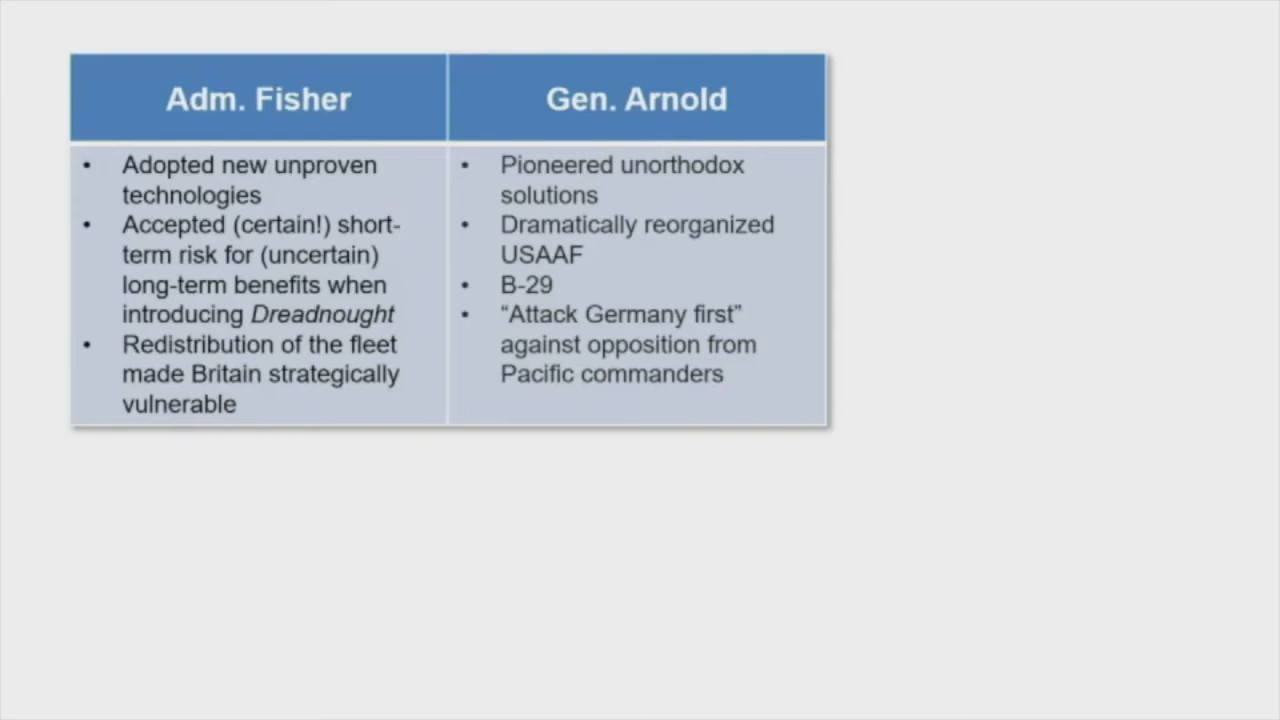 Adm. Fisher
Gen. Arnold
• Adopted new unproven
technologies
• Accepted (certain!) short-
term risk for (uncertain)
long-term benefits when
introducing Dreadnought
• Redistribution of the fleet
made Britain strategically
vulnerable
• Pioneered unorthodox
solutions
• Dramatically reorganized
USAAF
• B-29
• “Attack Germany first”
against opposition from
Pacific commanders